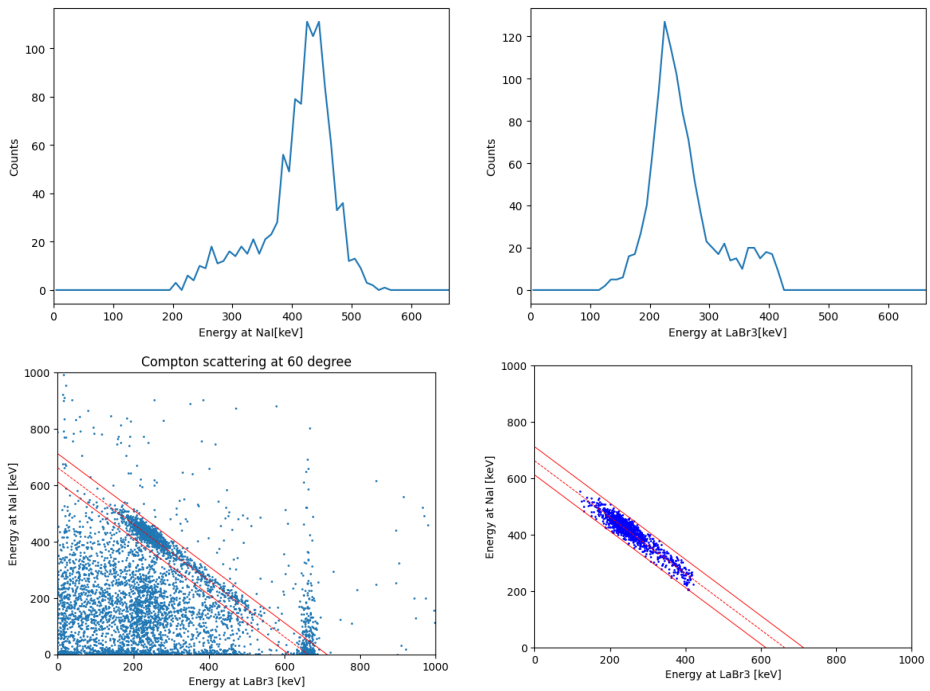 100
80
60
40
20
0
Counts
0 100 200 300 400 500 600
Energy at NaI[keV]
120
100
80
60
40
20
0
Counts
0 100 200 300 400 500 600
Energy at LaBr3[keV]
Compton scattering at 60 degree
1000
800
600
400
200
0
Energy at NaI [keV]
0 200 400 600 800 1000
Energy at LaBr3 [keV]
1000
800
600
400
200
0
Energy at NaI [keV]
0 200 400 600 800 1000
Energy at LaBr3 [keV]